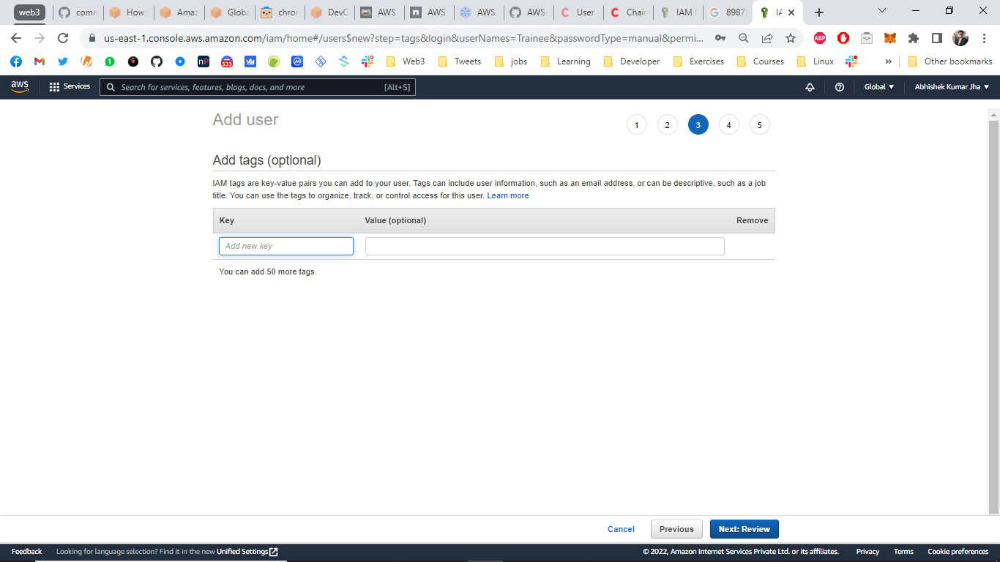 web3 comn How Amaz Globa chror DevC AWS AWS AWS AWS- User Chair IAM I 8987 IA
us-east-1.console.aws.amazon.com/iam/home#/users$new?step=tags&login&userNames=Trainee&passwordType=manual&permi... ABP
533 Web3 Tweets jobs Learning Developer Exercises Courses Linux » Other bookmarks
aws Services Search for services, features, blogs, docs, and more [Alt+S] Global Abhishek Kumar Jha
Add user 1 2 3 4 5
Add tags (optional)
IAM tags are key-value pairs you can add to your user. Tags can include user information, such as an email address, or can be descriptive, such as a job
title. You can use the tags to organize, track, or control access for this user. Learn more
Key Value (optional) Remove
Add new key
You can add 50 more tags.
Cancel Previous Next: Review
Feedback Looking for language selection? Find it in the new Unified Settings © 2022, Amazon Internet Services Private Ltd. or its affiliates. Privacy Terms Cookie preferences